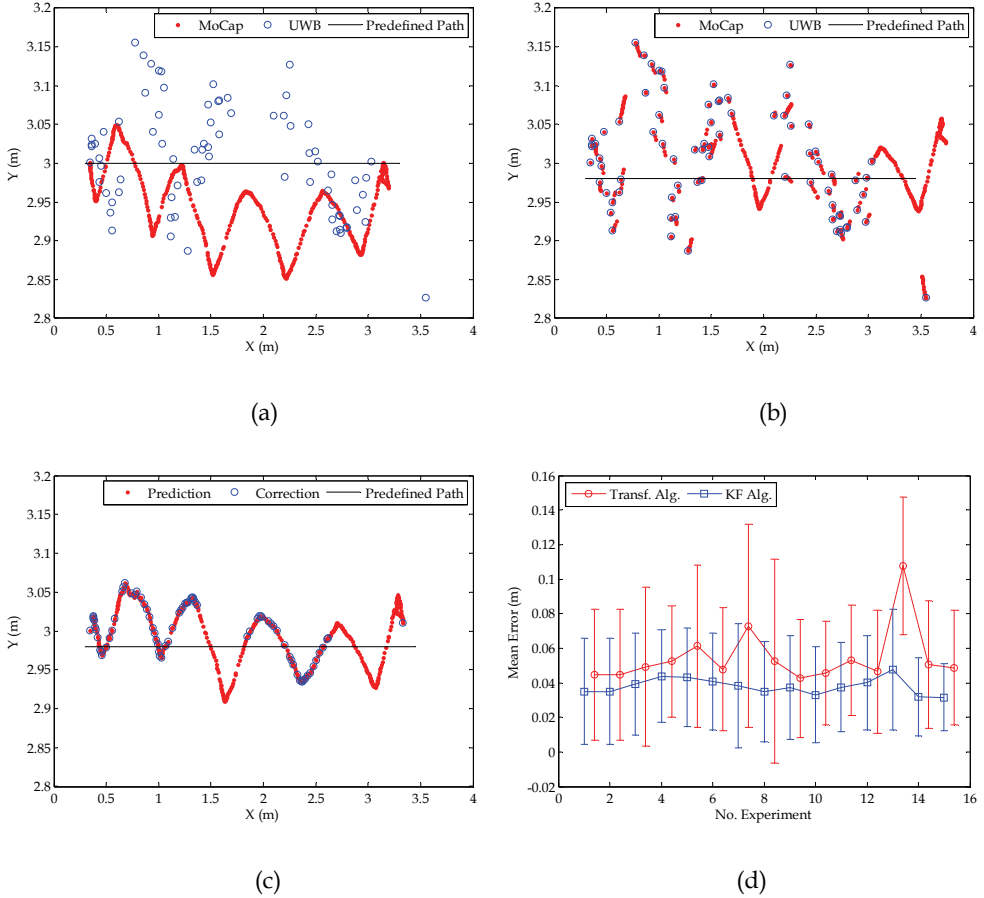 MoCap UWB Predefined Path
3.2
3.15
3.1
3.05
3
2.95
2.9
2.85
2.8
Y (m)
0 0.5 1 1.5 2 2.5 3 3.5 4
X (m)
(a)
MoCap UWB Predefined Path
3.2
3.15
3.1
3.05
3
2.95
2.9
2.85
2.8
Y (m)
0 0.5 1 1.5 2 2.5 3 3.5 4
X (m)
(b)
Prediction Correction Predefined Path
3.2
3.15
3.1
3.05
3
2.95
2.9
2.85
2.8
Y (m)
0 0.5 1 1.5 2 2.5 3 3.5 4
X (m)
(c)
Transf. Alg. KF Alg.
0.16
0.14
0.12
0.1
0.08
0.06
0.04
0.02
0
-0.02
Mean Error (m)
0 2 4 6 8 10 12 14 16
No. Experiment
(d)